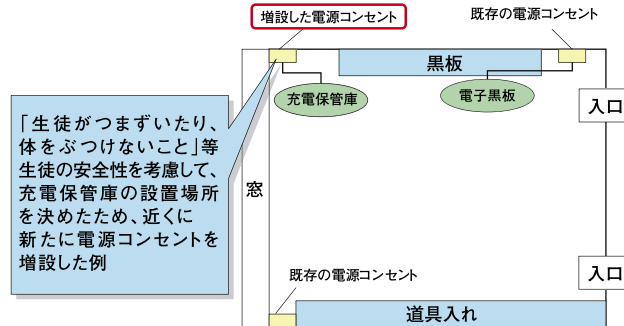 増設した電源コンセント
既存の電源コンセント
黒板
充電保管庫
電子黒板
入口
「生徒がつまずいたり、
体をぶつけないこと」等
生徒の安全性を考慮して、
充電保管庫の設置場所
を決めたため、近くに
新たに電源コンセントを
増設した例
窓
入口
既存の電源コンセント
道具入れ